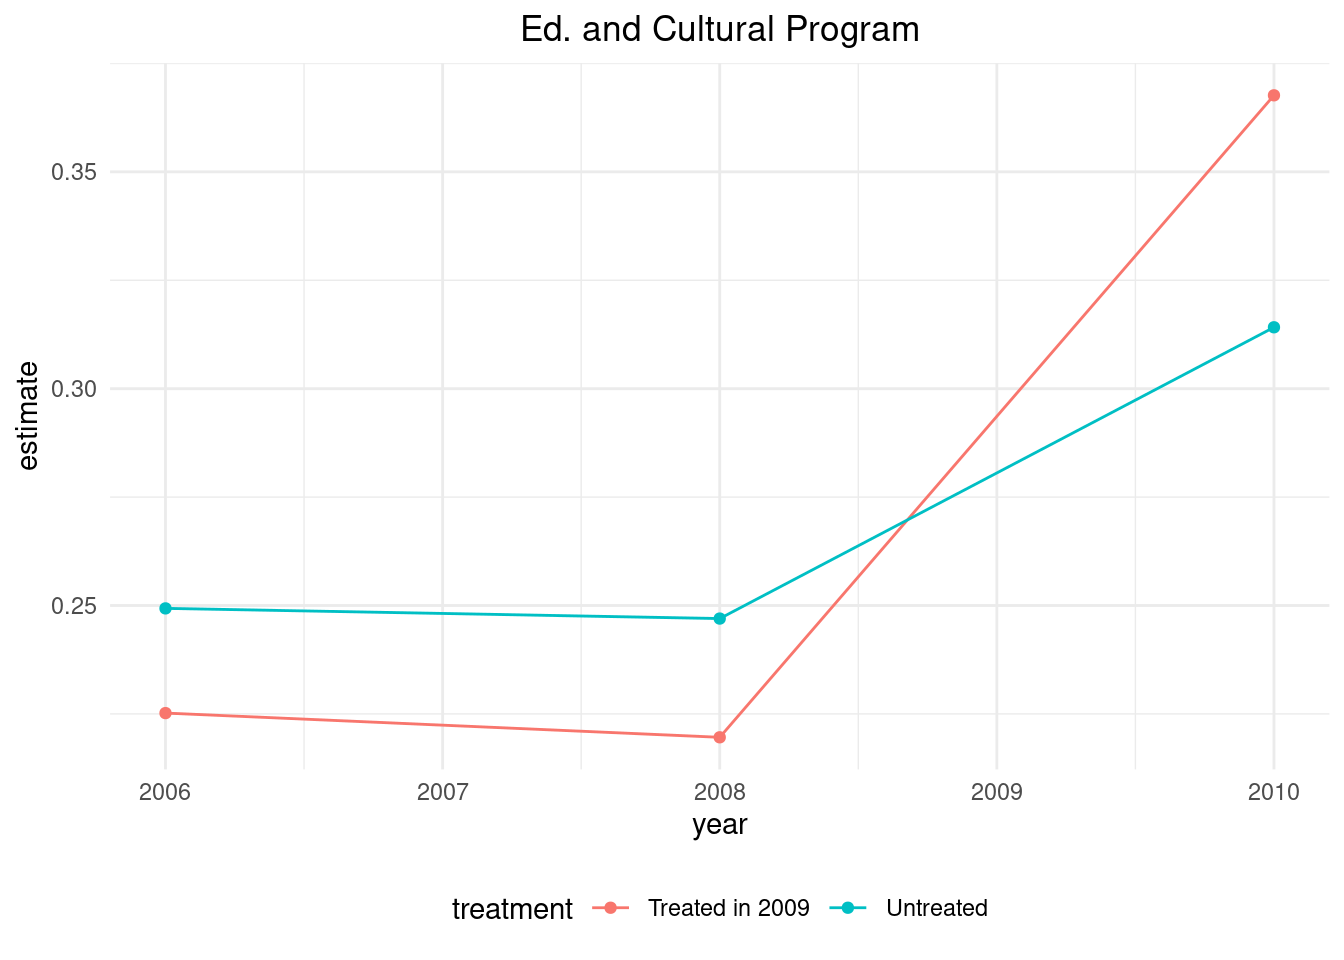 Ed. and Cultural Program
0.35
0.30
0.25
estimate
2006 2007 2008 2009 2010
year
treatment Treated in 2009 Untreated